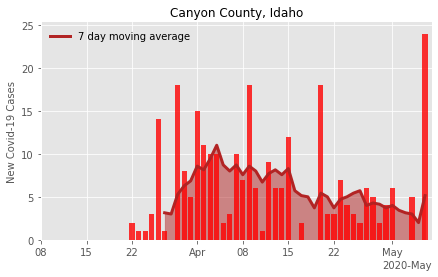 Canyon County, Idaho
7 day moving average
New Covid-19 Cases
25
20
15
10
5
0
08 15 22 Apr 08 15 22 May
2020-May